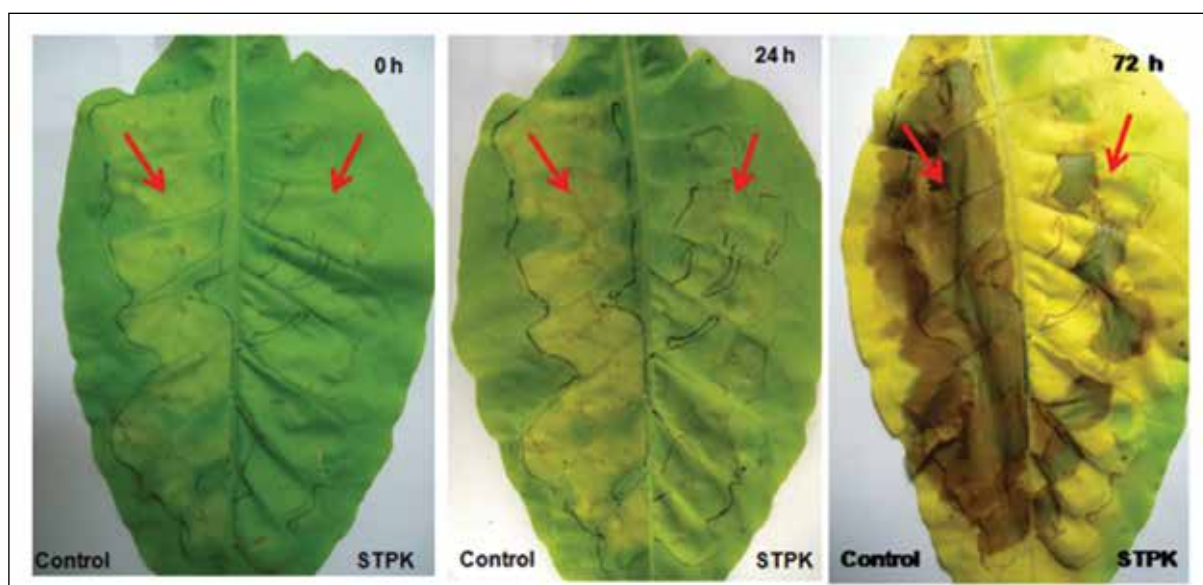 0 h
Control
STPK
24 h
Control
STPK
72 h
Control
STPK